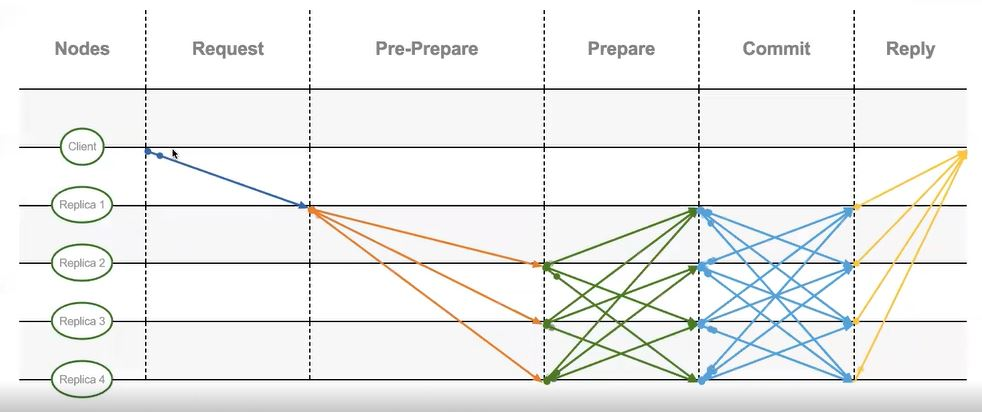 Nodes Request Pre-Prepare Prepare Commit Reply
Client
Replica 1
Replica 2
Replica 3
Replica 4